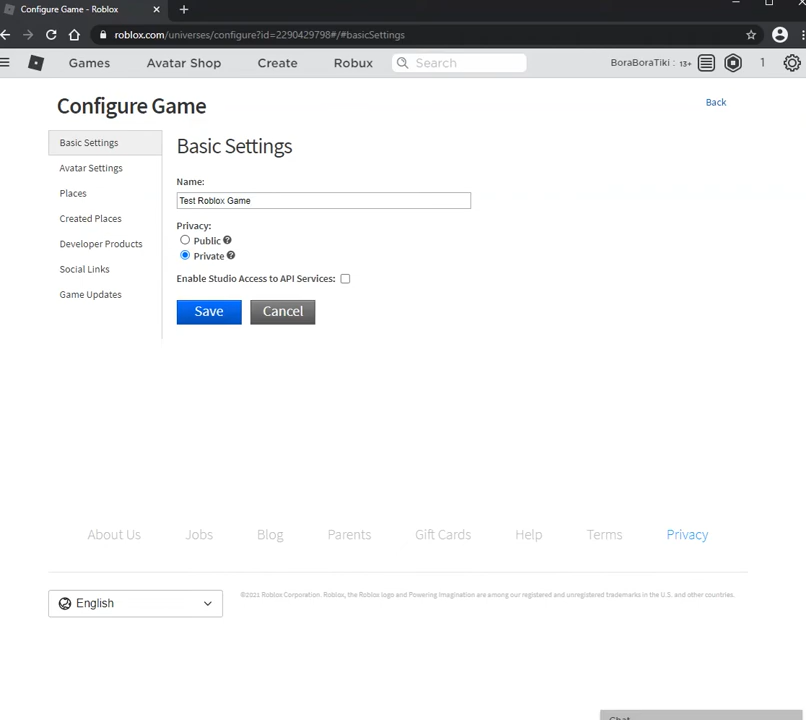 Configure Game - Roblox
roblox.com/universes/configure?id=2290429798#/#basicSettings
Games Avatar Shop Create Robux Search BoraBoraTiki : 13+ 1
Configure Game Back
Basic Settings
Avatar Settings
Places
Created Places
Developer Products
Social Links
Game Updates
Basic Settings
Name:
Test Roblox Game
Privacy:
Public
Private
Enable Studio Access to API Services:
Save Cancel
About Us Jobs Blog Parents Gift Cards Help Terms Privacy
English
©2021 Roblox Corporation. Roblox, the Roblox logo and Powering Imagination are among our registered and unregistered trademarks in the U.S. and other countries.
Chat